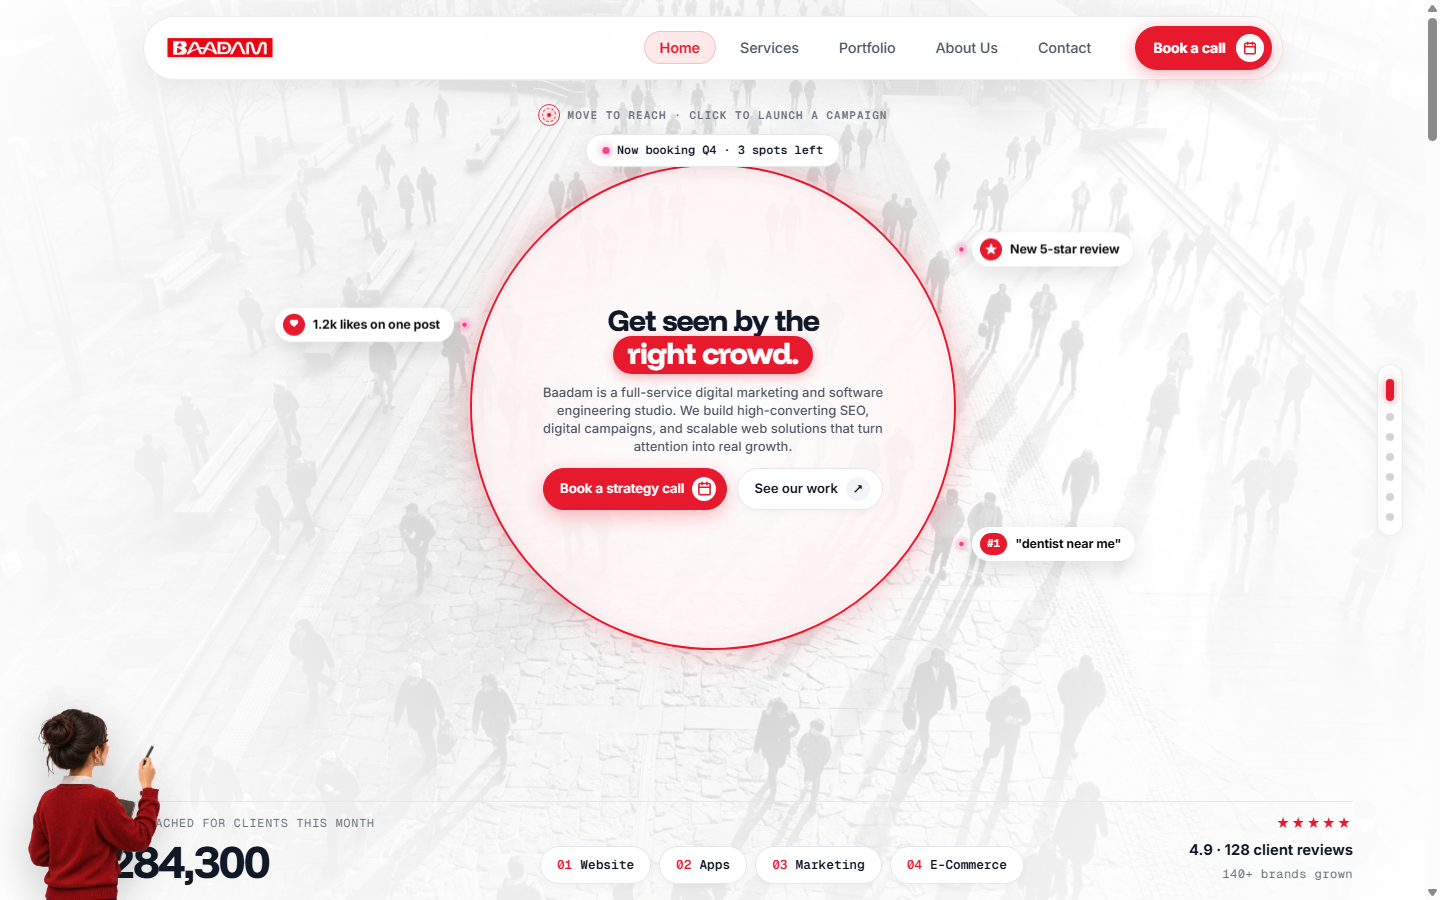 BAADAM
Home
Services
Portfolio
About Us
Contact
Book a call
MOVE TO REACH · CLICK TO LAUNCH A CAMPAIGN
Now booking Q4 · 3 spots left
New 5-star review
1.2k likes on one post
Get seen by the
right crowd.
Baadam is a full-service digital marketing and software
engineering studio. We build high-converting SEO,
digital campaigns, and scalable web solutions that turn
attention into real growth.
Book a strategy call
See our work ↗
#1 "dentist near me"
ACHED FOR CLIENTS THIS MONTH
284,300
01 Website
02 Apps
03 Marketing
04 E-Commerce
★★★★★
4.9 · 128 client reviews
140+ brands grown